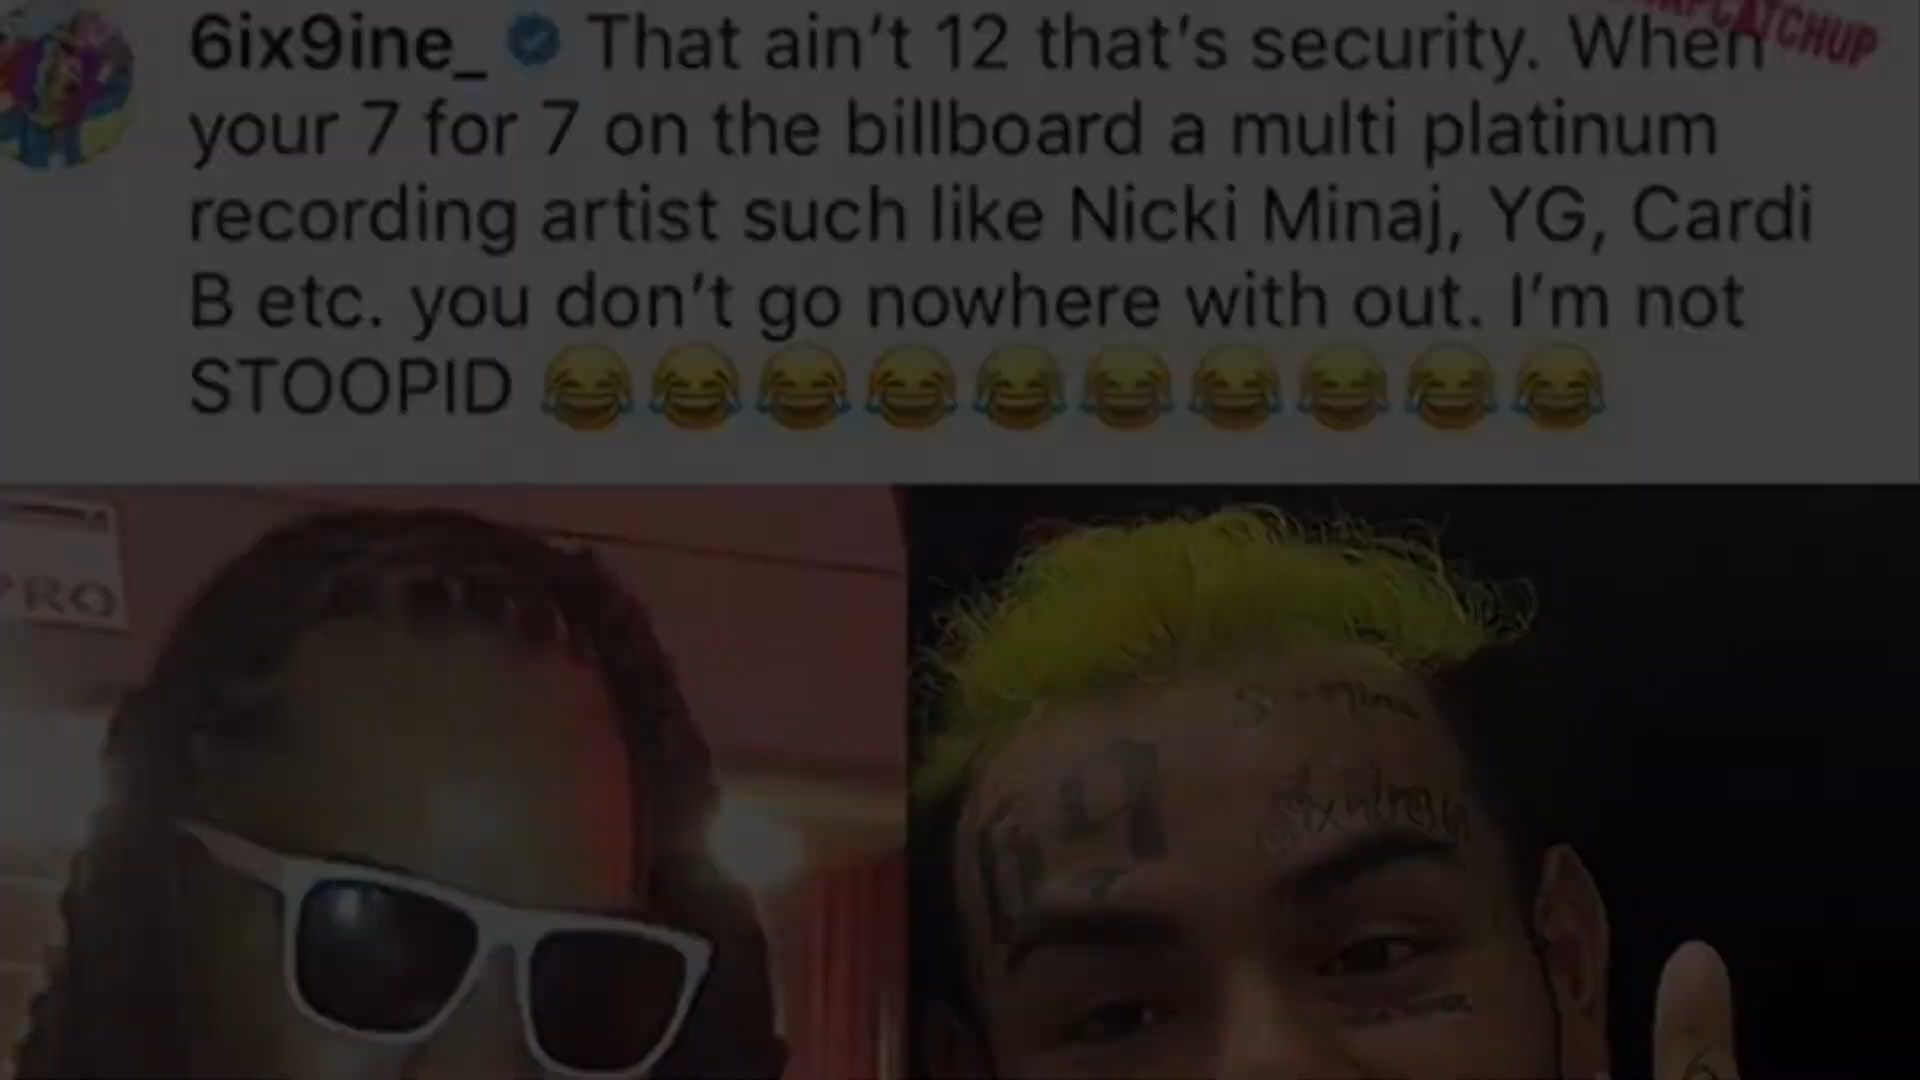 6ix9ine_ That ain't 12 that's security. When
your 7 for 7 on the billboard a multi platinum
recording artist such like Nicki Minaj, YG, Cardi
B etc. you don't go nowhere with out. I'm not
STOOPID 😂😂😂😂😂😂😂😂😂😂
PRO